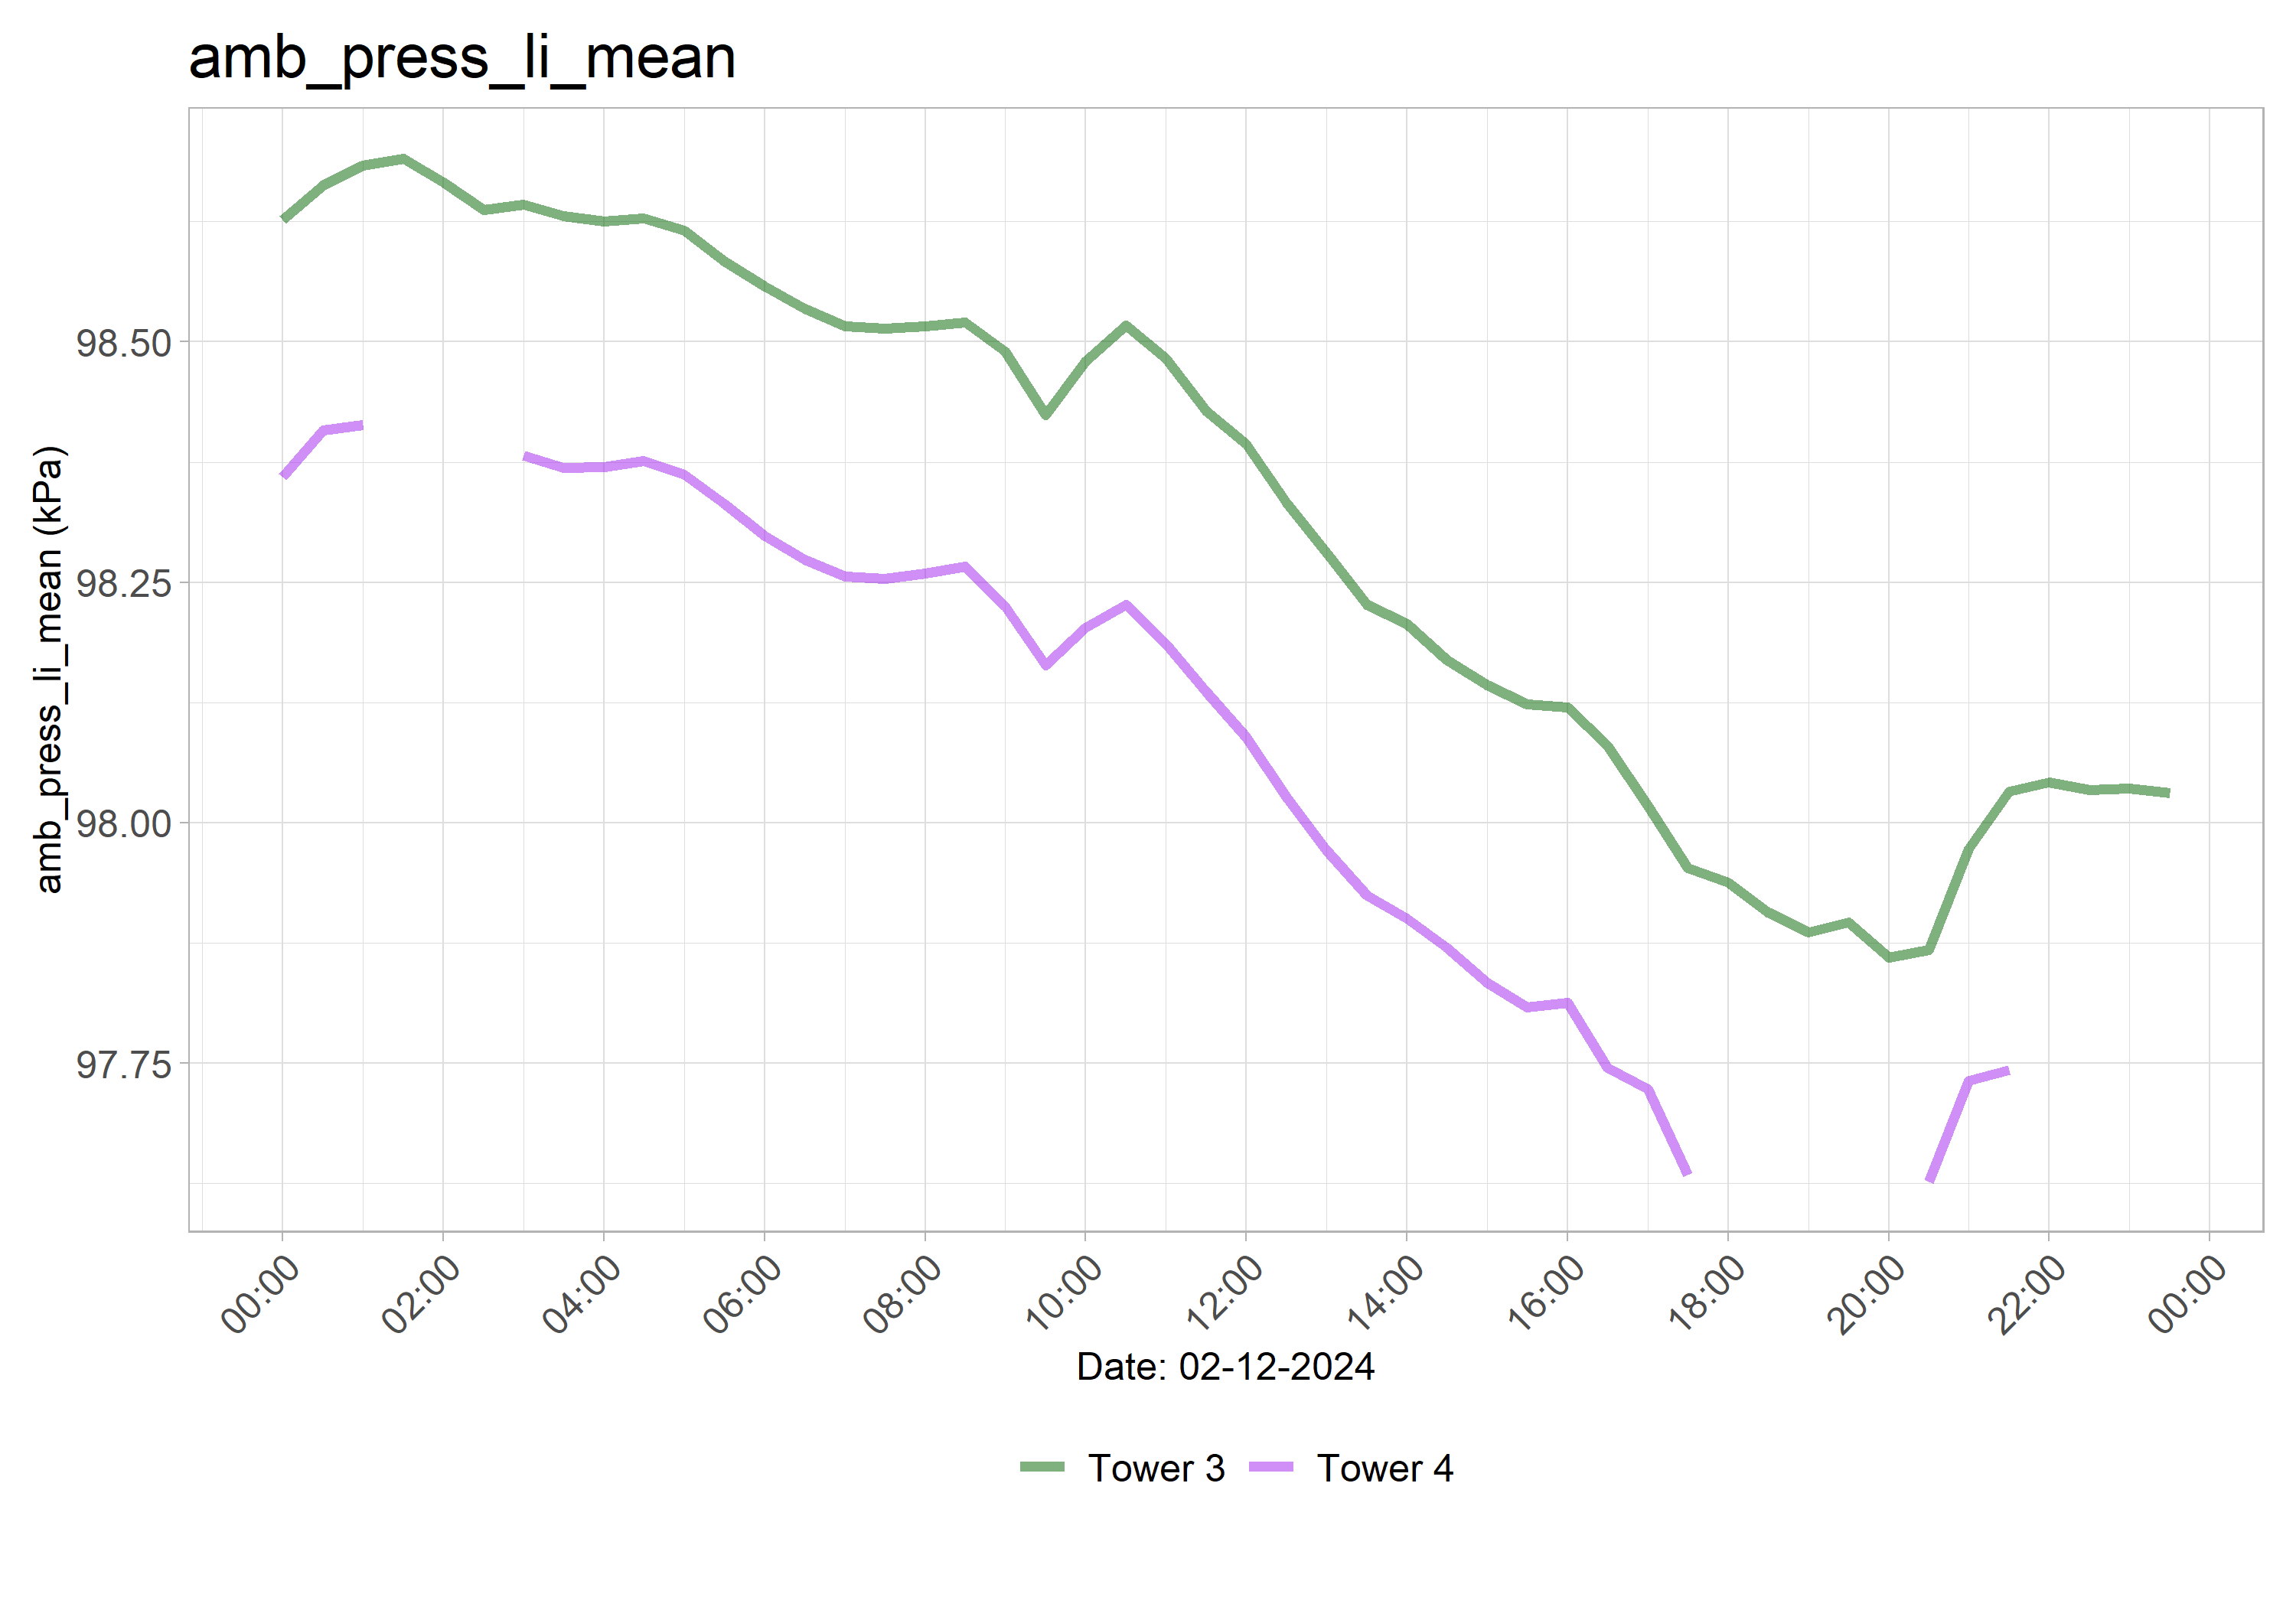 amb_press_li_mean
amb_press_li_mean (kPa)
98.50
98.25
98.00
97.75
00:00 02:00 04:00 06:00 08:00 10:00 12:00 14:00 16:00 18:00 20:00 22:00 00:00
Date: 02-12-2024
Tower 3 Tower 4